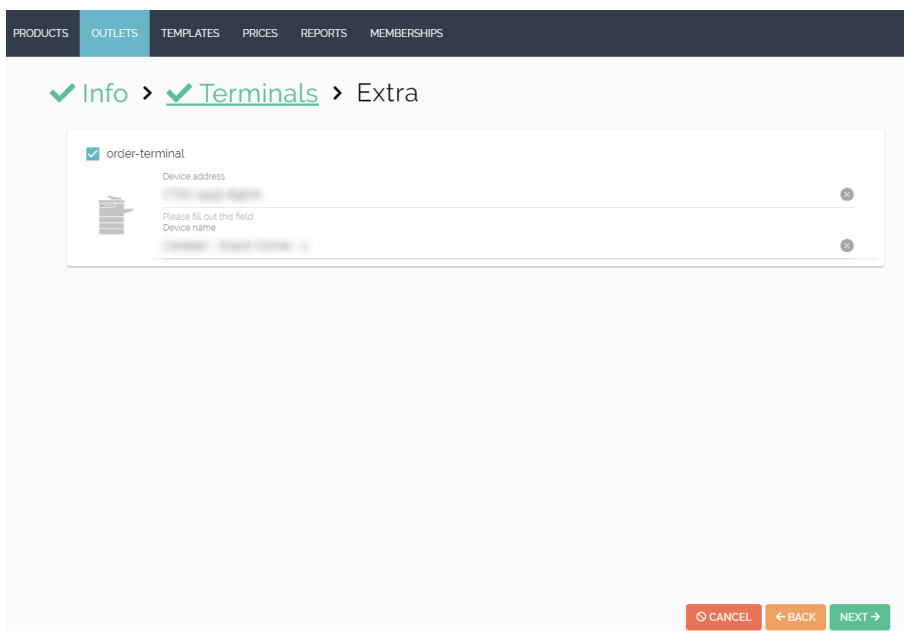 PRODUCTS OUTLETS TEMPLATES PRICES REPORTS MEMBERSHIPS
Info > Terminals > Extra
order-terminal
Device address
Please fill out this field
Device name
CANCEL BACK NEXT